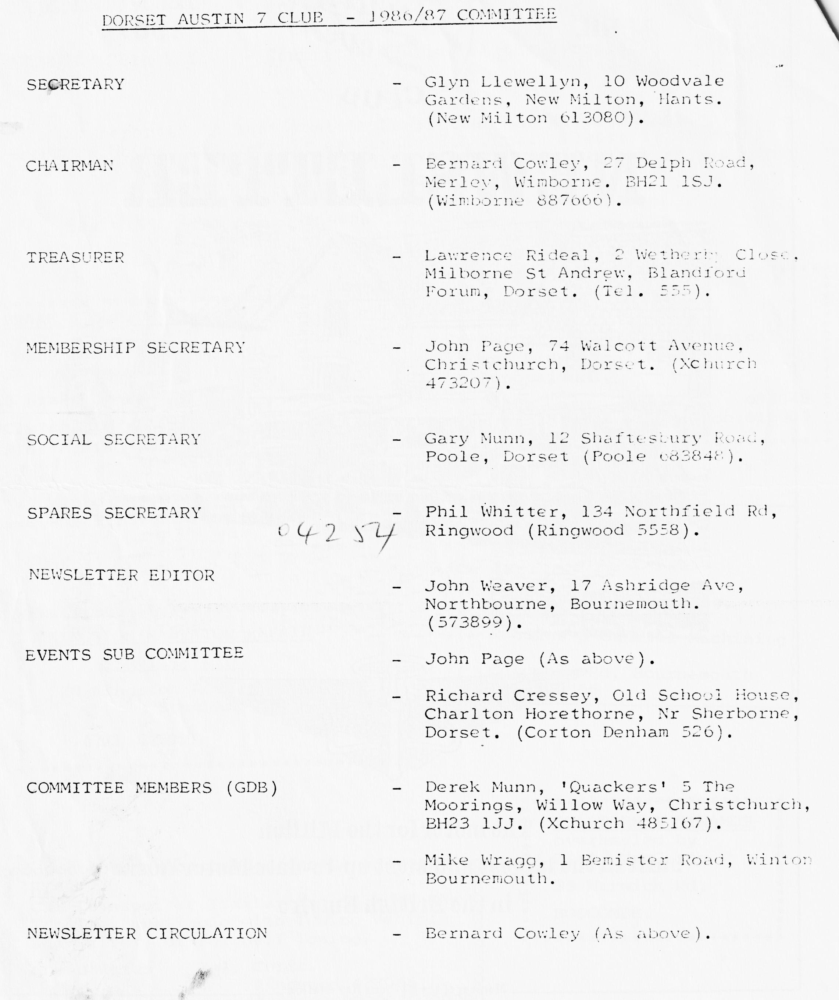 DORSET AUSTIN 7 CLUB - 1986/87 COMMITTEE
SECRETARY - Glyn Llewellyn, 10 Woodvale
Gardens, New Milton, Hants.
(New Milton 613080).
CHAIRMAN - Bernard Cowley, 27 Delph Road,
Merley, Wimborne. BH21 1SJ.
(Wimborne 887666).
TREASURER - Lawrence Rideal, 2 Wetherby Close,
Milborne St Andrew, Blandford
Forum, Dorset. (Tel. 555).
MEMBERSHIP SECRETARY - John Page, 74 Walcott Avenue,
Christchurch, Dorset. (Xchurch
473207).
SOCIAL SECRETARY - Gary Munn, 12 Shaftesbury Road,
Poole, Dorset (Poole 683848).
SPARES SECRETARY - Phil Whitter, 134 Northfield Rd,
04254 Ringwood (Ringwood 5558).
NEWSLETTER EDITOR
- John Weaver, 17 Ashridge Ave,
Northbourne, Bournemouth.
(573899).
EVENTS SUB COMMITTEE
- John Page (As above).
- Richard Cressey, Old School House,
Charlton Horethorne, Nr Sherborne,
Dorset. (Corton Denham 526).
COMMITTEE MEMBERS (GDB) - Derek Munn, 'Quackers' 5 The
Moorings, Willow Way, Christchurch,
BH23 1JJ. (Xchurch 485167).
- Mike Wragg, 1 Bemister Road, Winton
Bournemouth.
NEWSLETTER CIRCULATION - Bernard Cowley (As above).